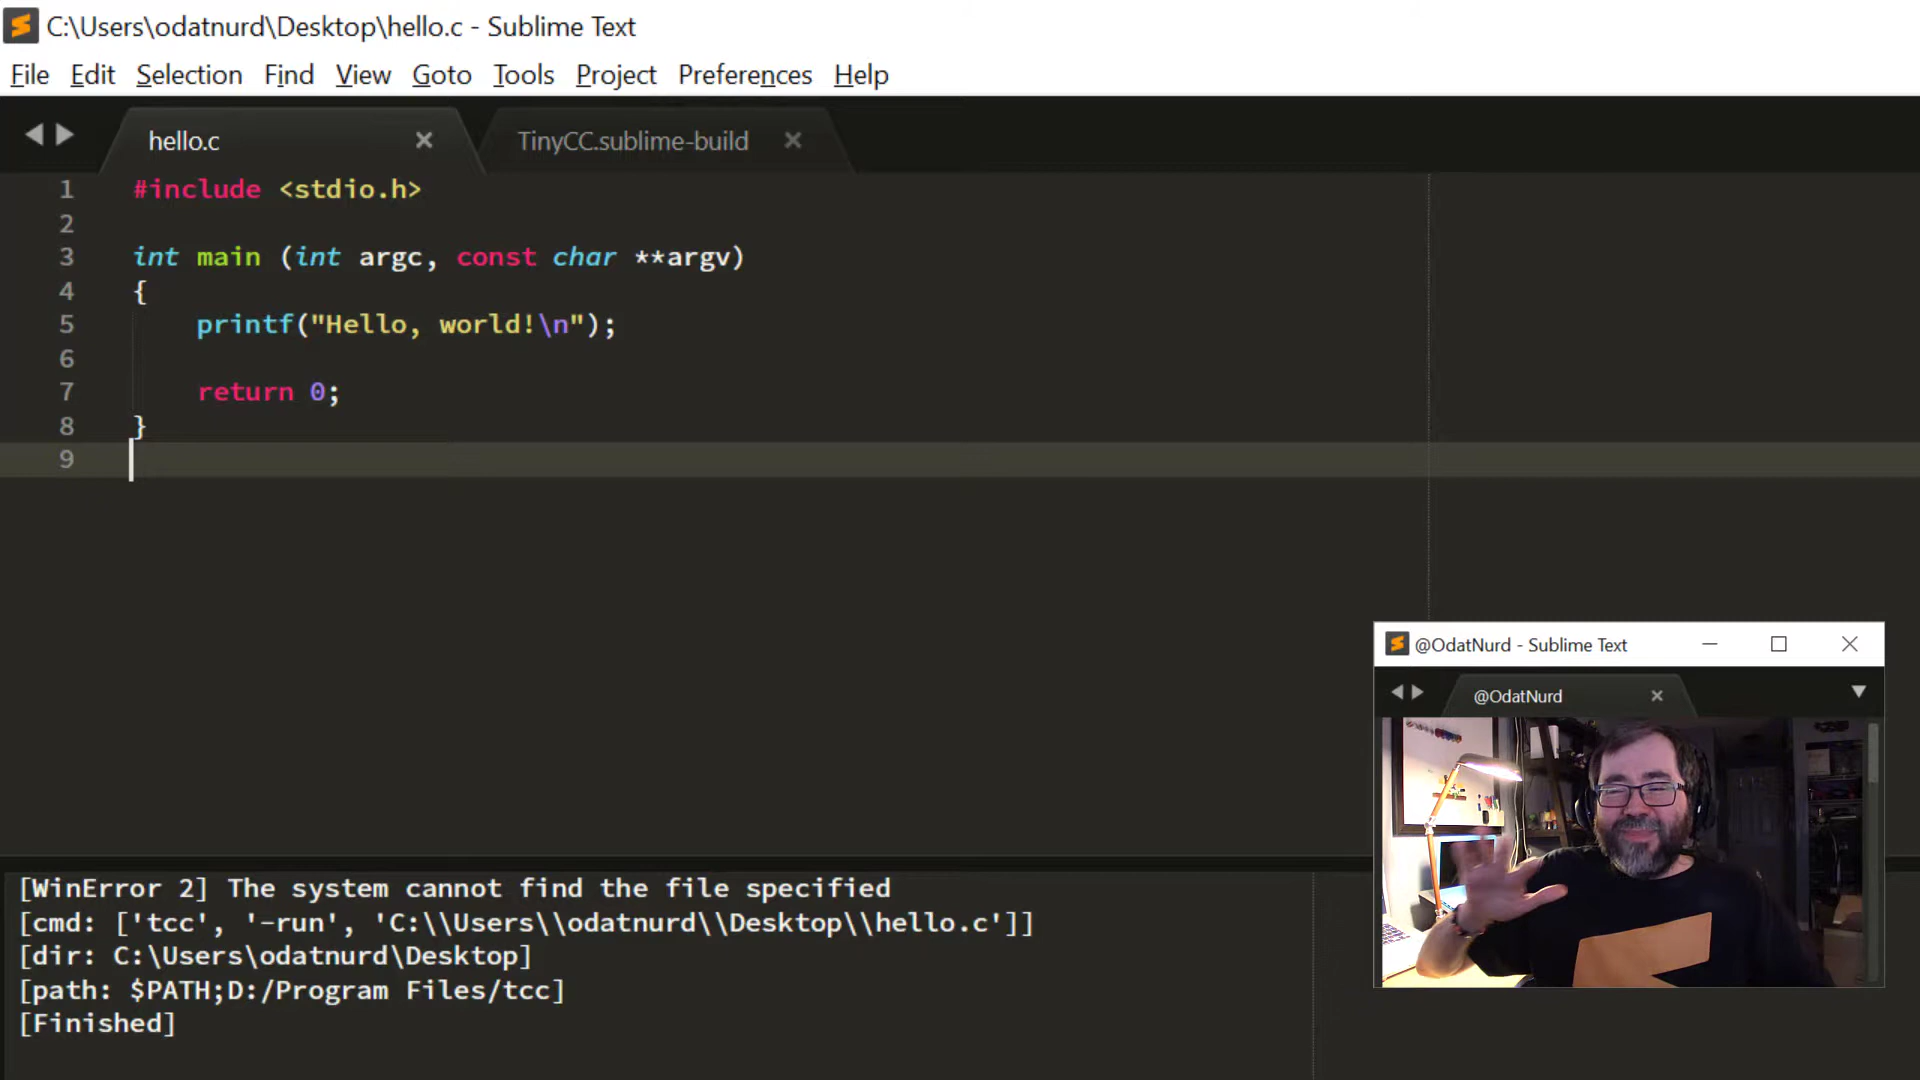 C:\Users\odatnurd\Desktop\hello.c - Sublime Text
File Edit Selection Find View Goto Tools Project Preferences Help
hello.c TinyCC.sublime-build
1 #include <stdio.h>
2
3 int main (int argc, const char **argv)
4 {
5 printf("Hello, world!\n");
6
7 return 0;
8 }
9
@OdatNurd - Sublime Text
@OdatNurd
[WinError 2] The system cannot find the file specified
[cmd: ['tcc', '-run', 'C:\\Users\\odatnurd\\Desktop\\hello.c']]
[dir: C:\Users\odatnurd\Desktop]
[path: $PATH;D:/Program Files/tcc]
[Finished]